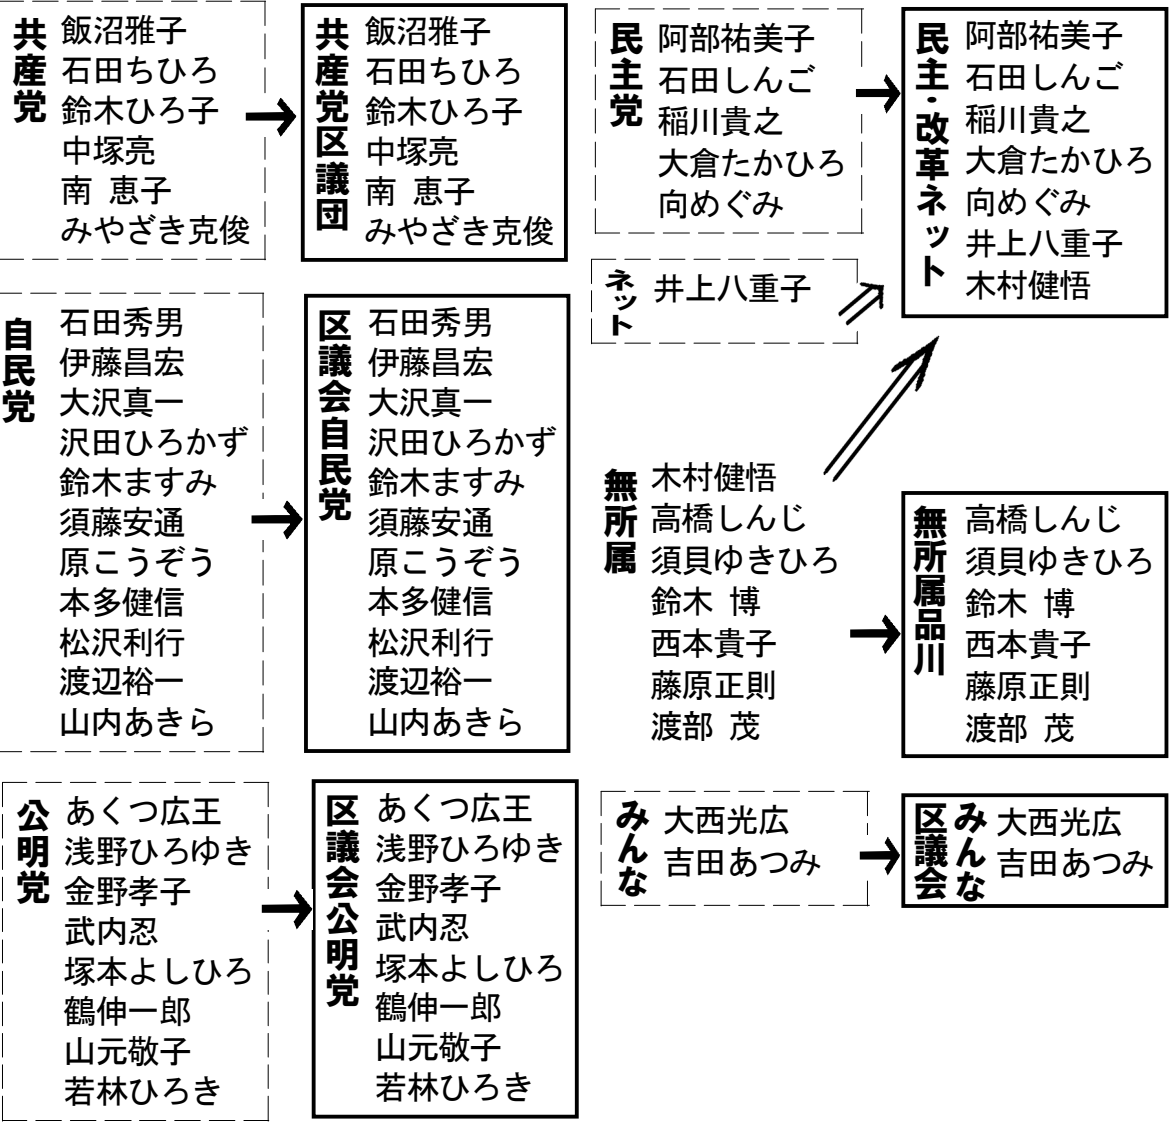 共産党
飯沼雅子
石田ちひろ
鈴木ひろ子
中塚亮
南 恵子
みやざき克俊
共産党区議団
飯沼雅子
石田ちひろ
鈴木ひろ子
中塚亮
南 恵子
みやざき克俊
自民党
石田秀男
伊藤昌宏
大沢真一
沢田ひろかず
鈴木ますみ
須藤安通
原こうぞう
本多健信
松沢利行
渡辺裕一
山内あきら
区議会自民党
石田秀男
伊藤昌宏
大沢真一
沢田ひろかず
鈴木ますみ
須藤安通
原こうぞう
本多健信
松沢利行
渡辺裕一
山内あきら
公明党
あくつ広王
浅野ひろゆき
金野孝子
武内忍
塚本よしひろ
鶴伸一郎
山元敬子
若林ひろき
区議会公明党
あくつ広王
浅野ひろゆき
金野孝子
武内忍
塚本よしひろ
鶴伸一郎
山元敬子
若林ひろき
民主党
阿部祐美子
石田しんご
稲川貴之
大倉たかひろ
向めぐみ
ネット
井上八重子
民主・改革ネット
阿部祐美子
石田しんご
稲川貴之
大倉たかひろ
向めぐみ
井上八重子
木村健悟
無所属
木村健悟
高橋しんじ
須貝ゆきひろ
鈴木 博
西本貴子
藤原正則
渡部 茂
無所属品川
高橋しんじ
須貝ゆきひろ
鈴木 博
西本貴子
藤原正則
渡部 茂
みんな
大西光広
吉田あつみ
みんな
区議会
大西光広
吉田あつみ